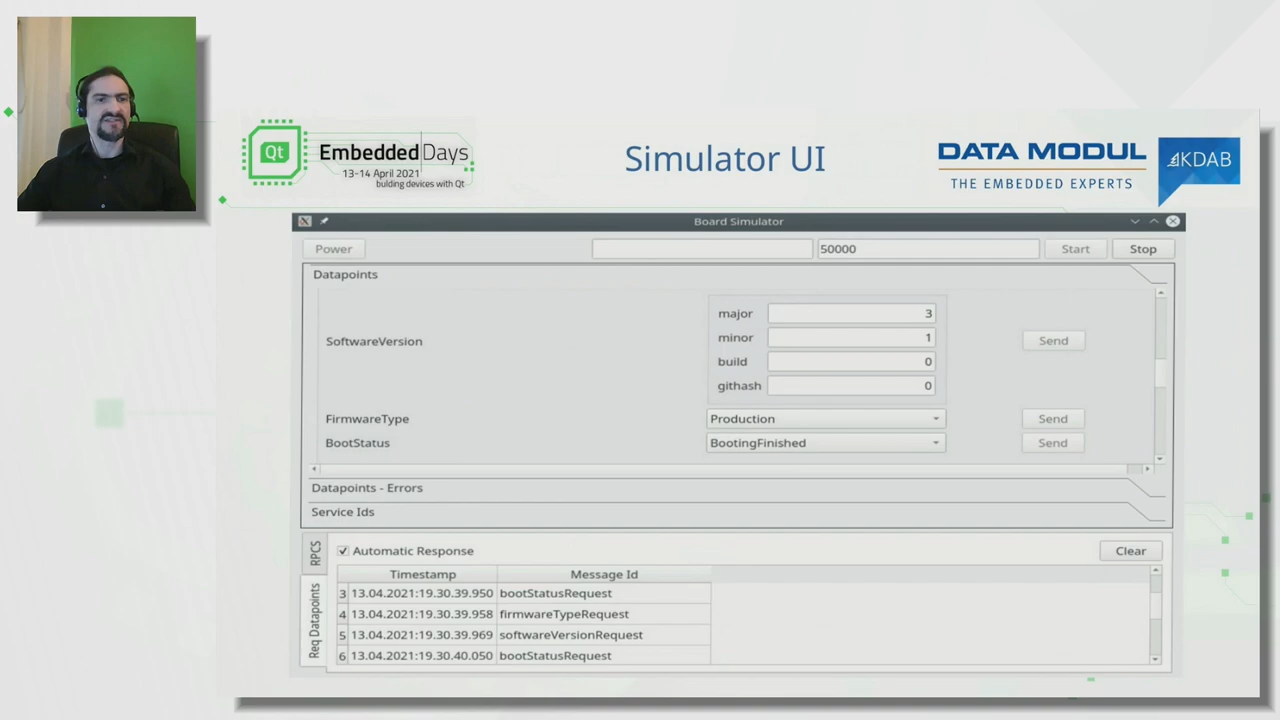 Qt
Embedded Days
13-14 April 2021
bulding devices with Qt
Simulator UI
DATA MODUL
THE EMBEDDED EXPERTS
KDAB
Board Simulator
Power
50000
Start
Stop
Datapoints
SoftwareVersion
major 3
minor 1
build 0
githash 0
Send
FirmwareType Production Send
BootStatus BootingFinished Send
Datapoints - Errors
Service Ids
RPCS
Req Datapoints
Automatic Response
Clear
Timestamp Message Id
3 13.04.2021:19.30.39.950 bootStatusRequest
4 13.04.2021:19.30.39.958 firmwareTypeRequest
5 13.04.2021:19.30.39.969 softwareVersionRequest
6 13.04.2021:19.30.40.050 bootStatusRequest